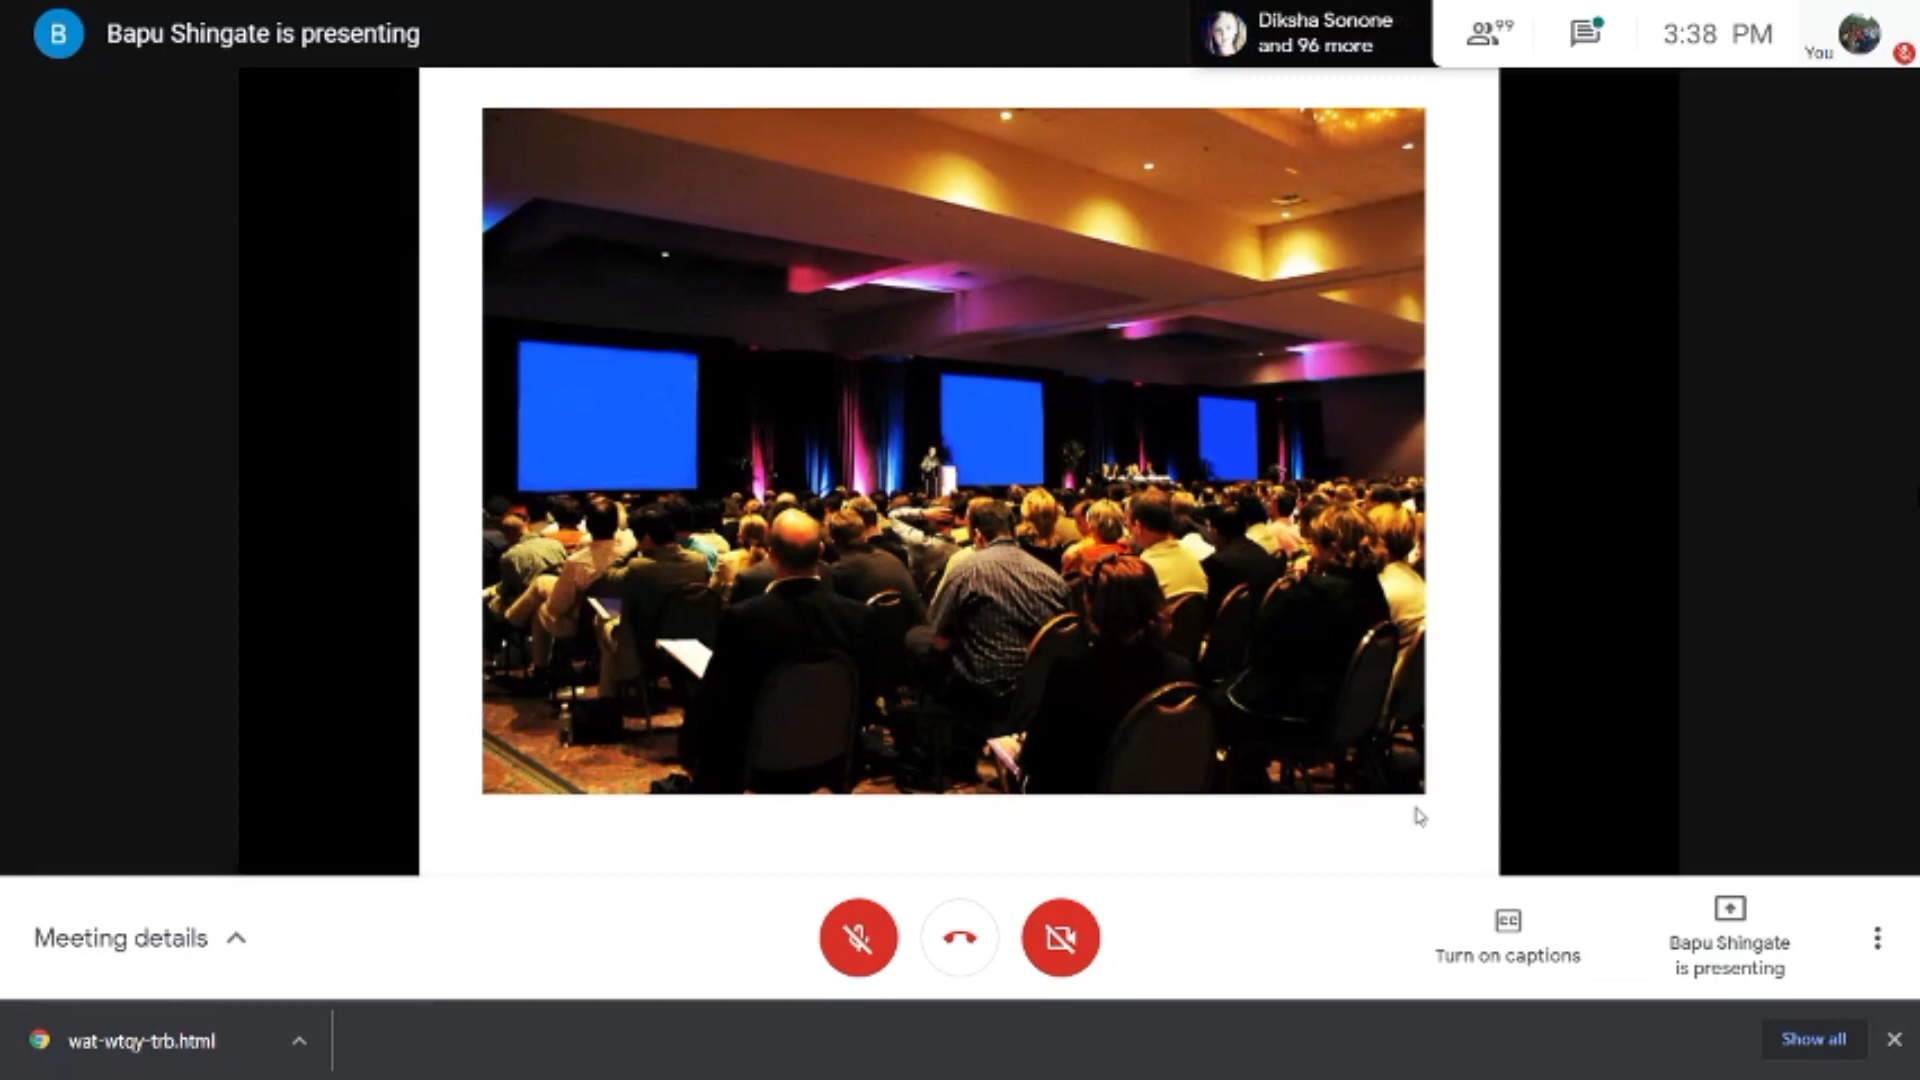 B
Bapu Shingate is presenting
Diksha Sonone
and 96 more
99
3:38 PM
You
Meeting details
CC
Turn on captions
Bapu Shingate
is presenting
wat-wtqy-trb.html
Show all